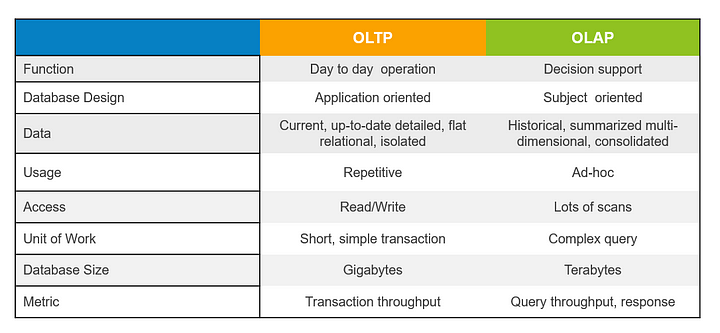 OLTP OLAP
Function Day to day operation Decision support
Database Design Application oriented Subject oriented
Data Current, up-to-date detailed, flat relational, isolated Historical, summarized multi-dimensional, consolidated
Usage Repetitive Ad-hoc
Access Read/Write Lots of scans
Unit of Work Short, simple transaction Complex query
Database Size Gigabytes Terabytes
Metric Transaction throughput Query throughput, response